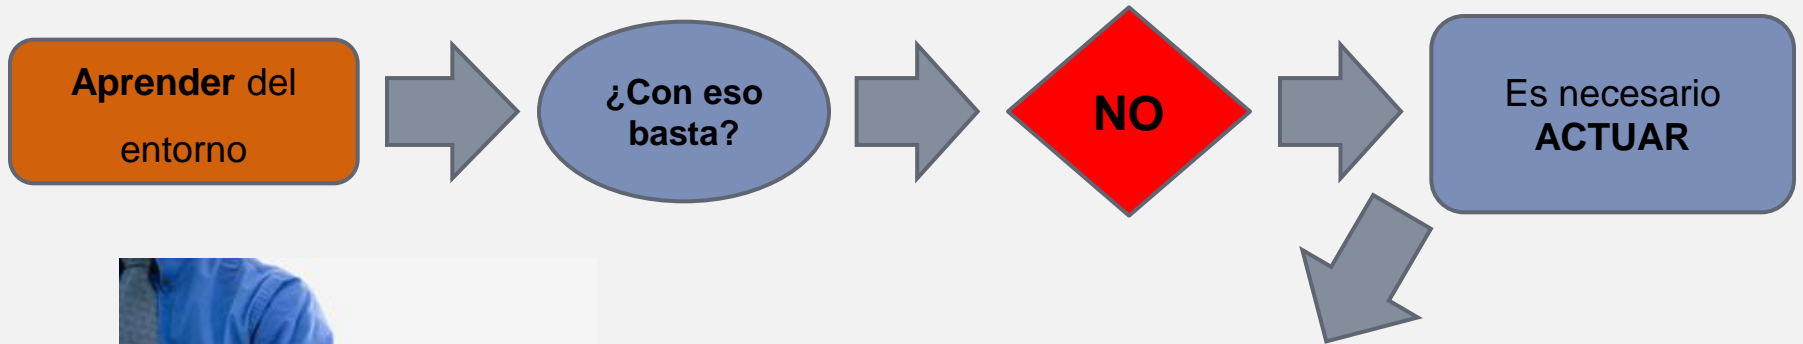 Aprender del
entorno
¿Con eso
basta?
NO
Es necesario
ACTUAR